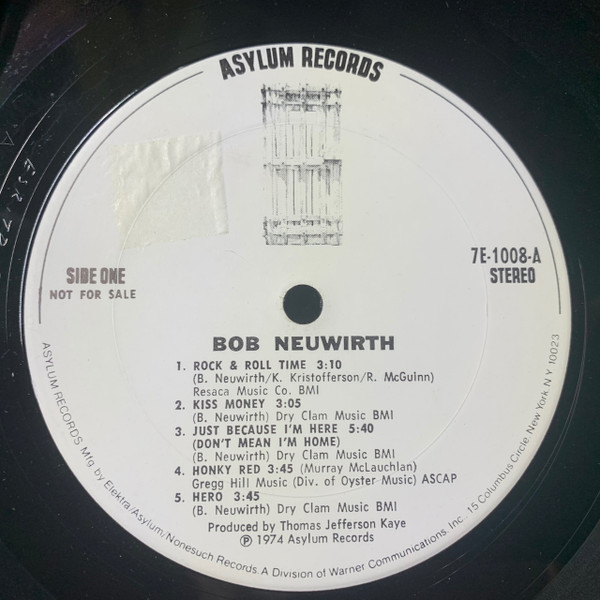 ASYLUM RECORDS
SIDE ONE
NOT FOR SALE
7E-1008-A
STEREO
BOB NEUWIRTH
1. ROCK & ROLL TIME 3:10
(B. Neuwirth/K. Kristofferson/R. McGuinn)
Resaca Music Co. BMI
2. KISS MONEY 3:05
(B. Neuwirth) Dry Clam Music BMI
3. JUST BECAUSE I'M HERE 5:40
(DON'T MEAN I'M HOME)
(B. Neuwirth) Dry Clam Music BMI
4. HONKY RED 3:45 (Murray McLauchlan)
Gregg Hill Music (Div. of Oyster Music) ASCAP
5. HERO 3:45
(B. Neuwirth) Dry Clam Music BMI
Produced by Thomas Jefferson Kaye
℗ 1974 Asylum Records
ASYLUM RECORDS Mfg. by Elektra/Asylum/Nonesuch Records. A Division of Warner Communications, Inc. 15 Columbus Circle, New York, N Y 10023